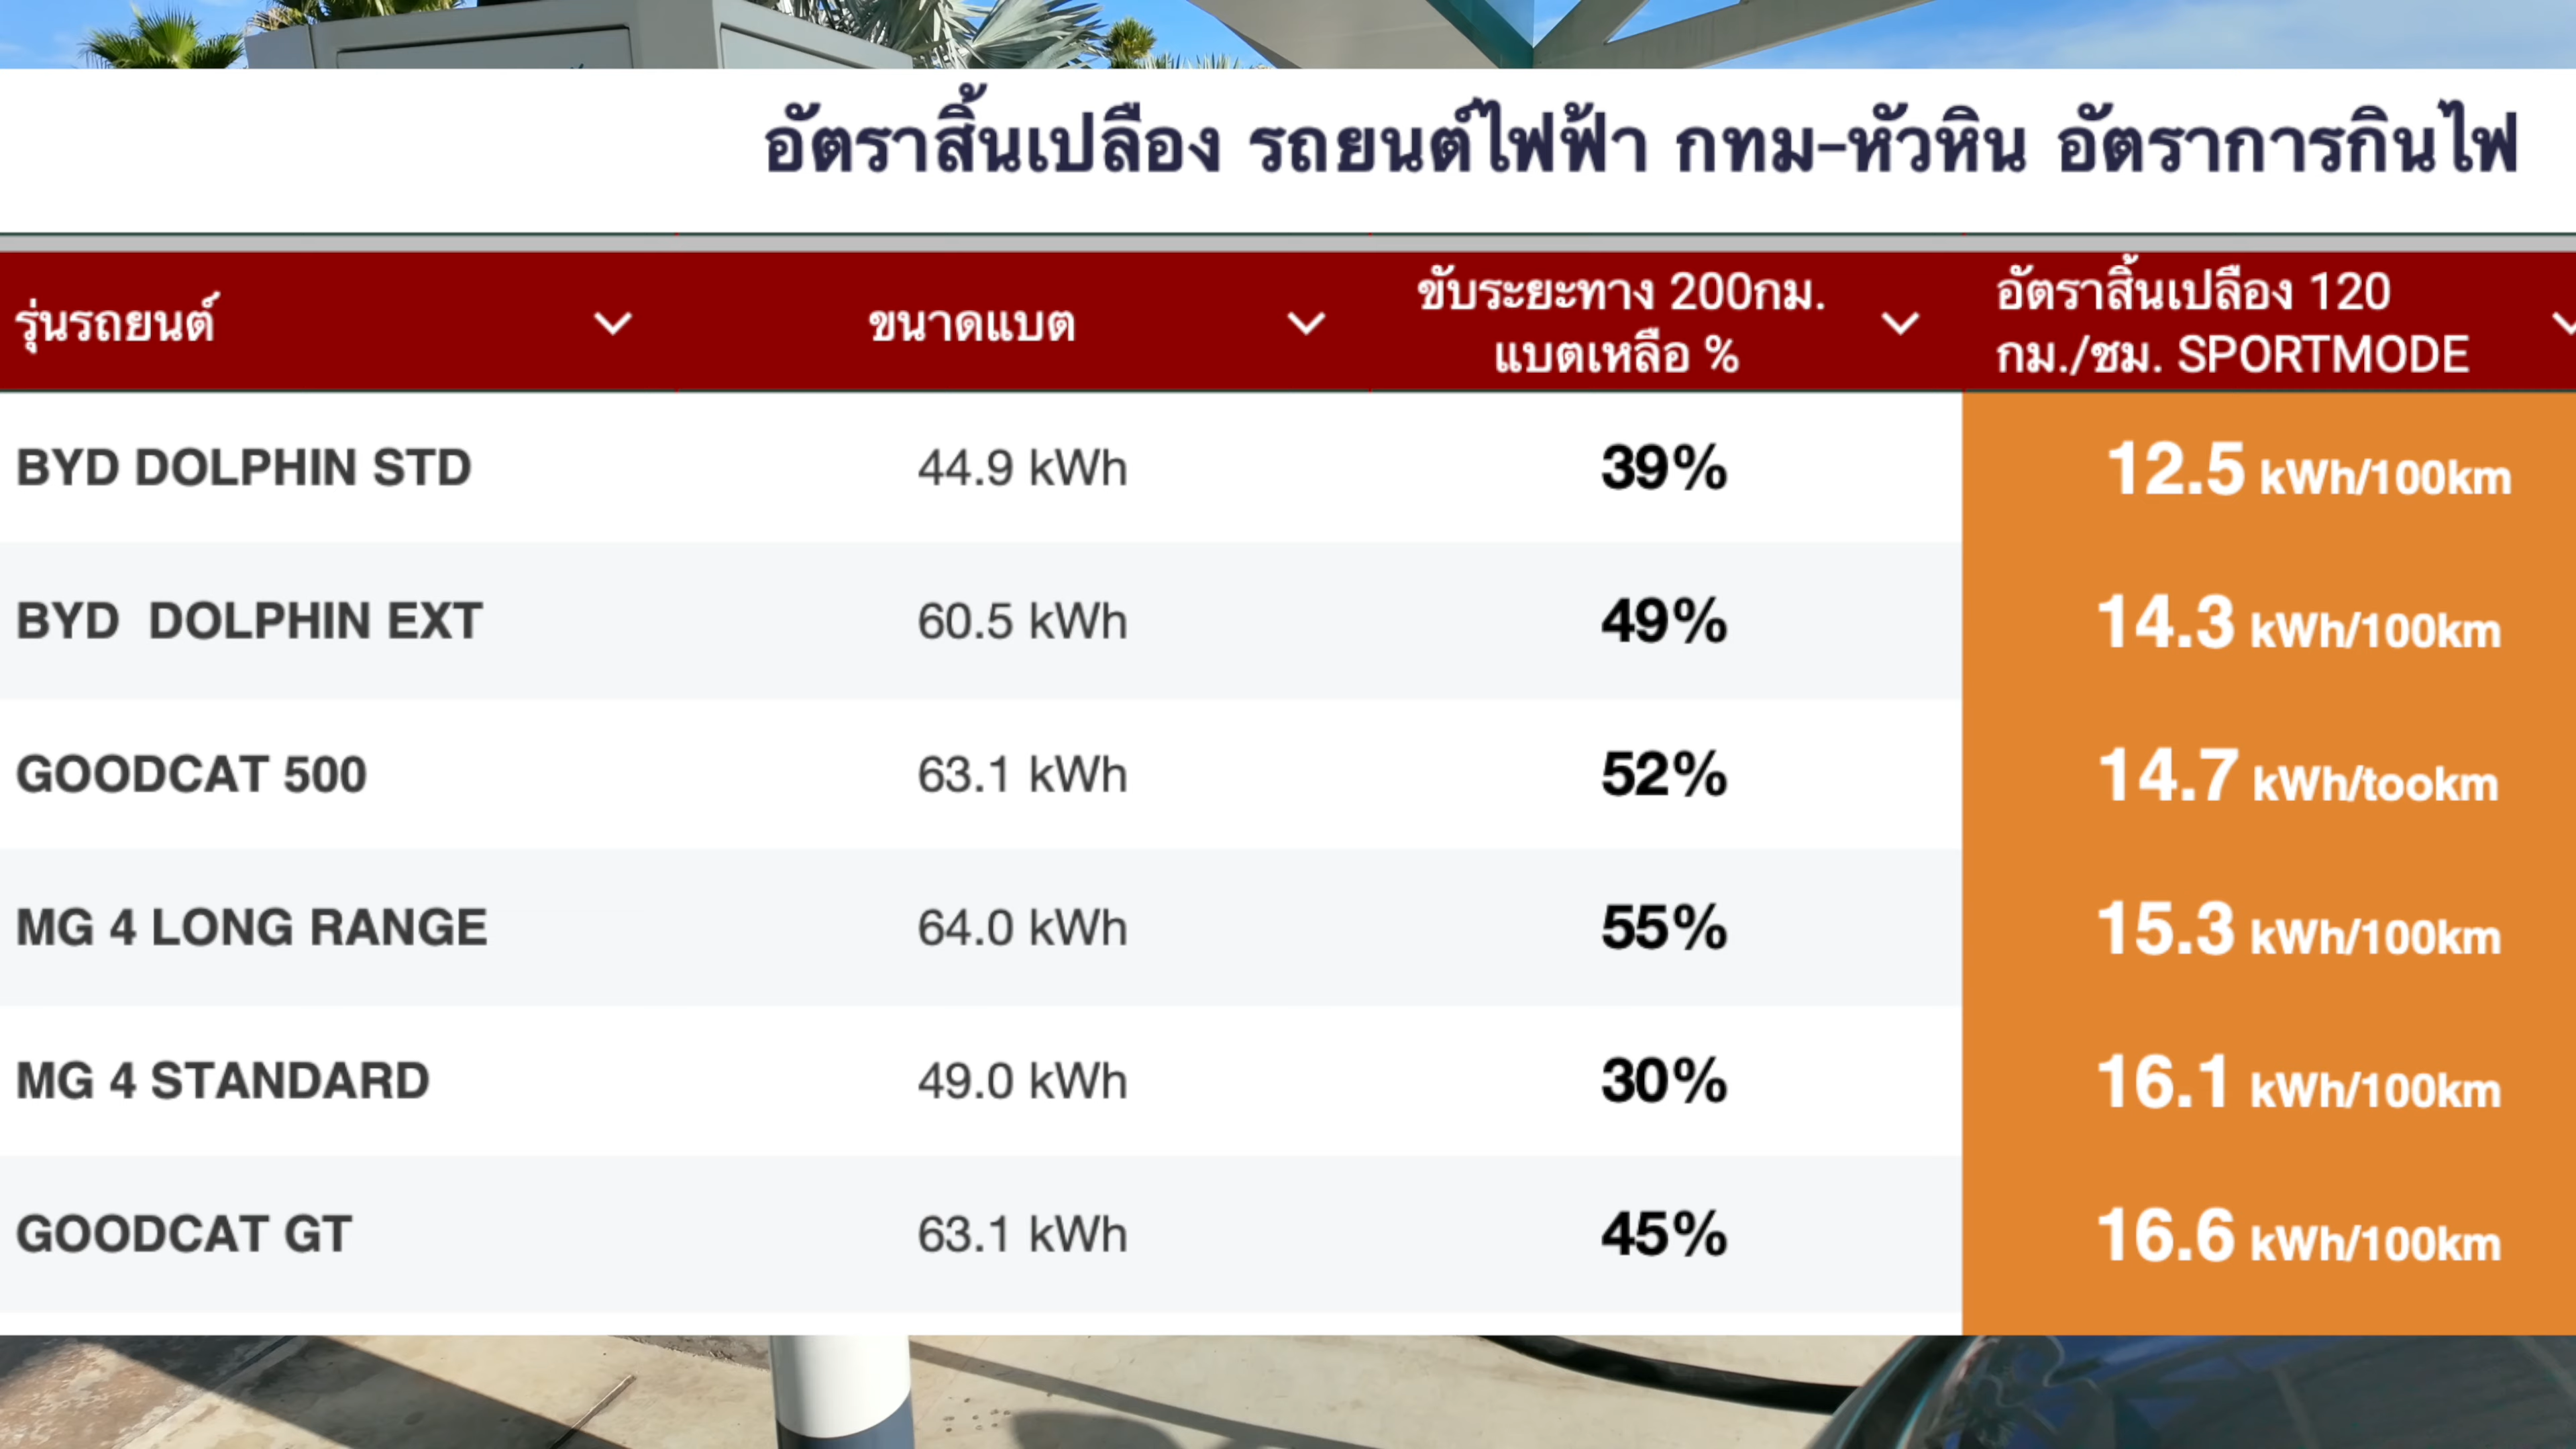 อัตราสิ้นเปลือง รถยนต์ไฟฟ้า กทม-หัวหิน อัตราการกินไฟ
รุ่นรถยนต์ ขนาดแบต ขับระยะทาง 200กม. แบตเหลือ % อัตราสิ้นเปลือง 120 กม./ชม. SPORTMODE
BYD DOLPHIN STD 44.9 kWh 39% 12.5 kWh/100km
BYD DOLPHIN EXT 60.5 kWh 49% 14.3 kWh/100km
GOODCAT 500 63.1 kWh 52% 14.7 kWh/tookm
MG 4 LONG RANGE 64.0 kWh 55% 15.3 kWh/100km
MG 4 STANDARD 49.0 kWh 30% 16.1 kWh/100km
GOODCAT GT 63.1 kWh 45% 16.6 kWh/100km